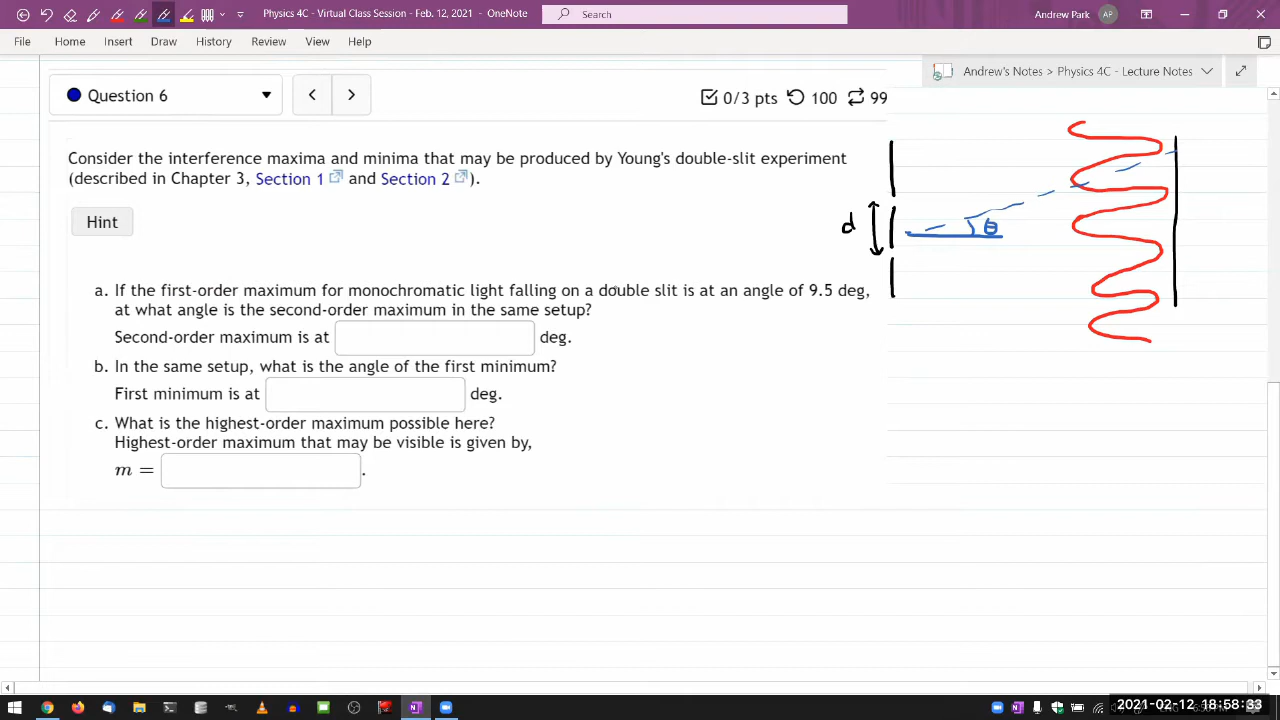 Physics 4C - Virtual Class Session - Feb. 12, 2021 - OneNote
Search
Andrew Park
AP
File Home Insert Draw History Review View Help
Question 6
0/3 pts 100 99
Andrew's Notes > Physics 4C - Lecture Notes
Consider the interference maxima and minima that may be produced by Young's double-slit experiment
(described in Chapter 3, Section 1 and Section 2).
Hint
d
θ
a. If the first-order maximum for monochromatic light falling on a double slit is at an angle of 9.5 deg,
at what angle is the second-order maximum in the same setup?
Second-order maximum is at deg.
b. In the same setup, what is the angle of the first minimum?
First minimum is at deg.
c. What is the highest-order maximum possible here?
Highest-order maximum that may be visible is given by,
m = .
2021-02-12 18:58:33